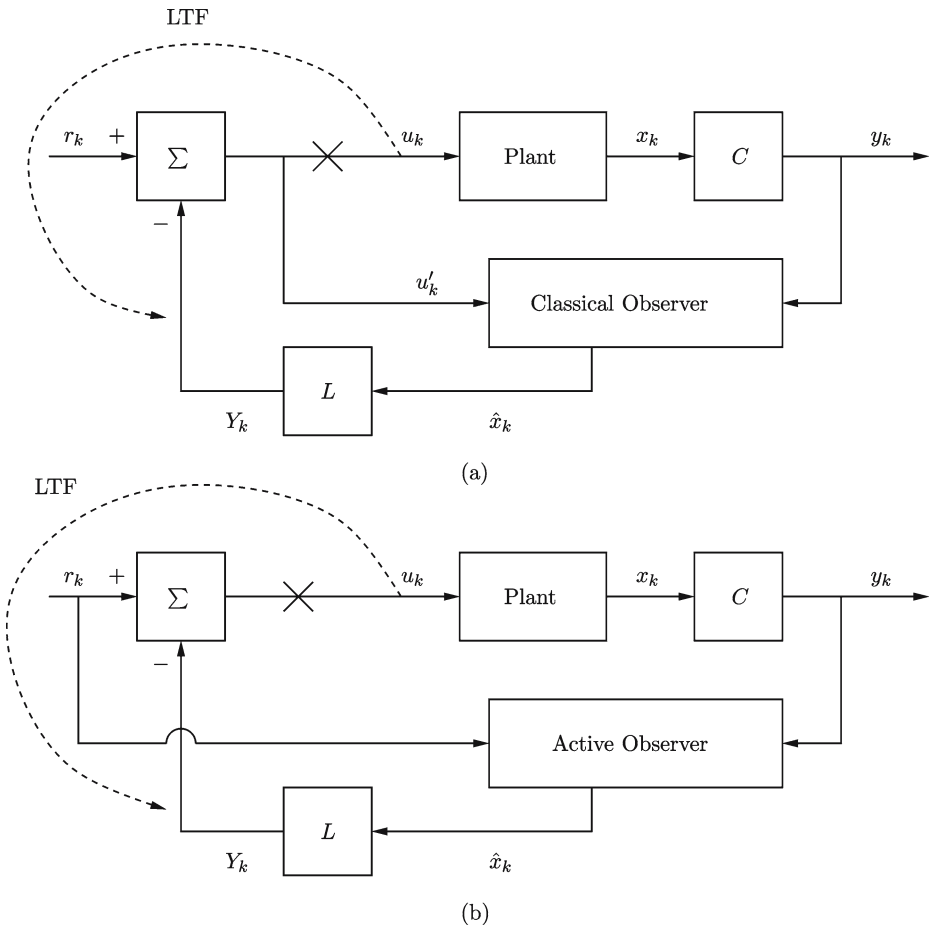 LTF
r_k + Σ u_k Plant x_k C y_k
−
u'_k Classical Observer
L
Y_k x̂_k
(a)
LTF
r_k + Σ u_k Plant x_k C y_k
−
Active Observer
L
Y_k x̂_k
(b)